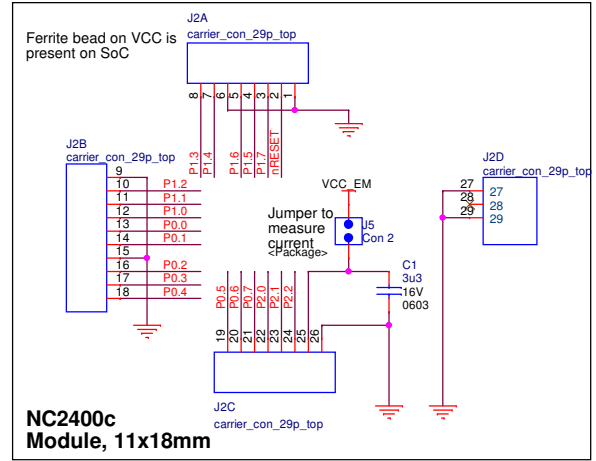 J2A
carrier_con_29p_top
Ferrite bead on VCC is
present on SoC
8
7
6
5
4
3
2
1
P1.3
P1.4
P1.6
P1.5
P1.7
nRESET
J2B
carrier_con_29p_top
9
10
P1.2
11
P1.1
12
P1.0
13
P0.0
14
P0.1
15
16
P0.2
17
P0.3
18
P0.4
J2D
carrier_con_29p_top
27
27
28
28
29
29
VCC_EM
Jumper to
measure
current
<Package>
J5
Con 2
C1
3u3
16V
0603
P0.5
P0.6
P0.7
P2.0
P2.1
P2.2
19
20
21
22
23
24
25
26
J2C
carrier_con_29p_top
NC2400c
Module, 11x18mm